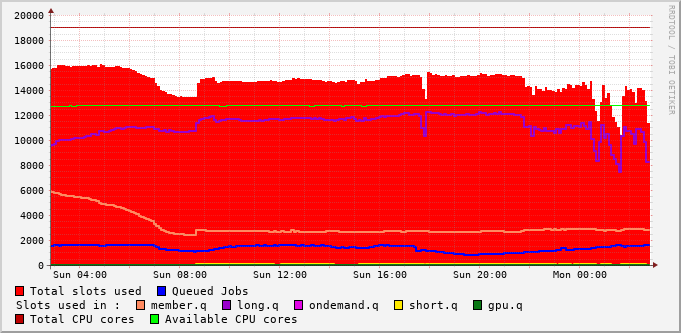 20000
18000
16000
14000
12000
10000
8000
6000
4000
2000
0
Sun 04:00 Sun 08:00 Sun 12:00 Sun 16:00 Sun 20:00 Mon 00:00
RRDTOOL / TOBI OETIKER
Total slots used Queued Jobs
Slots used in : member.q long.q ondemand.q short.q gpu.q
Total CPU cores Available CPU cores